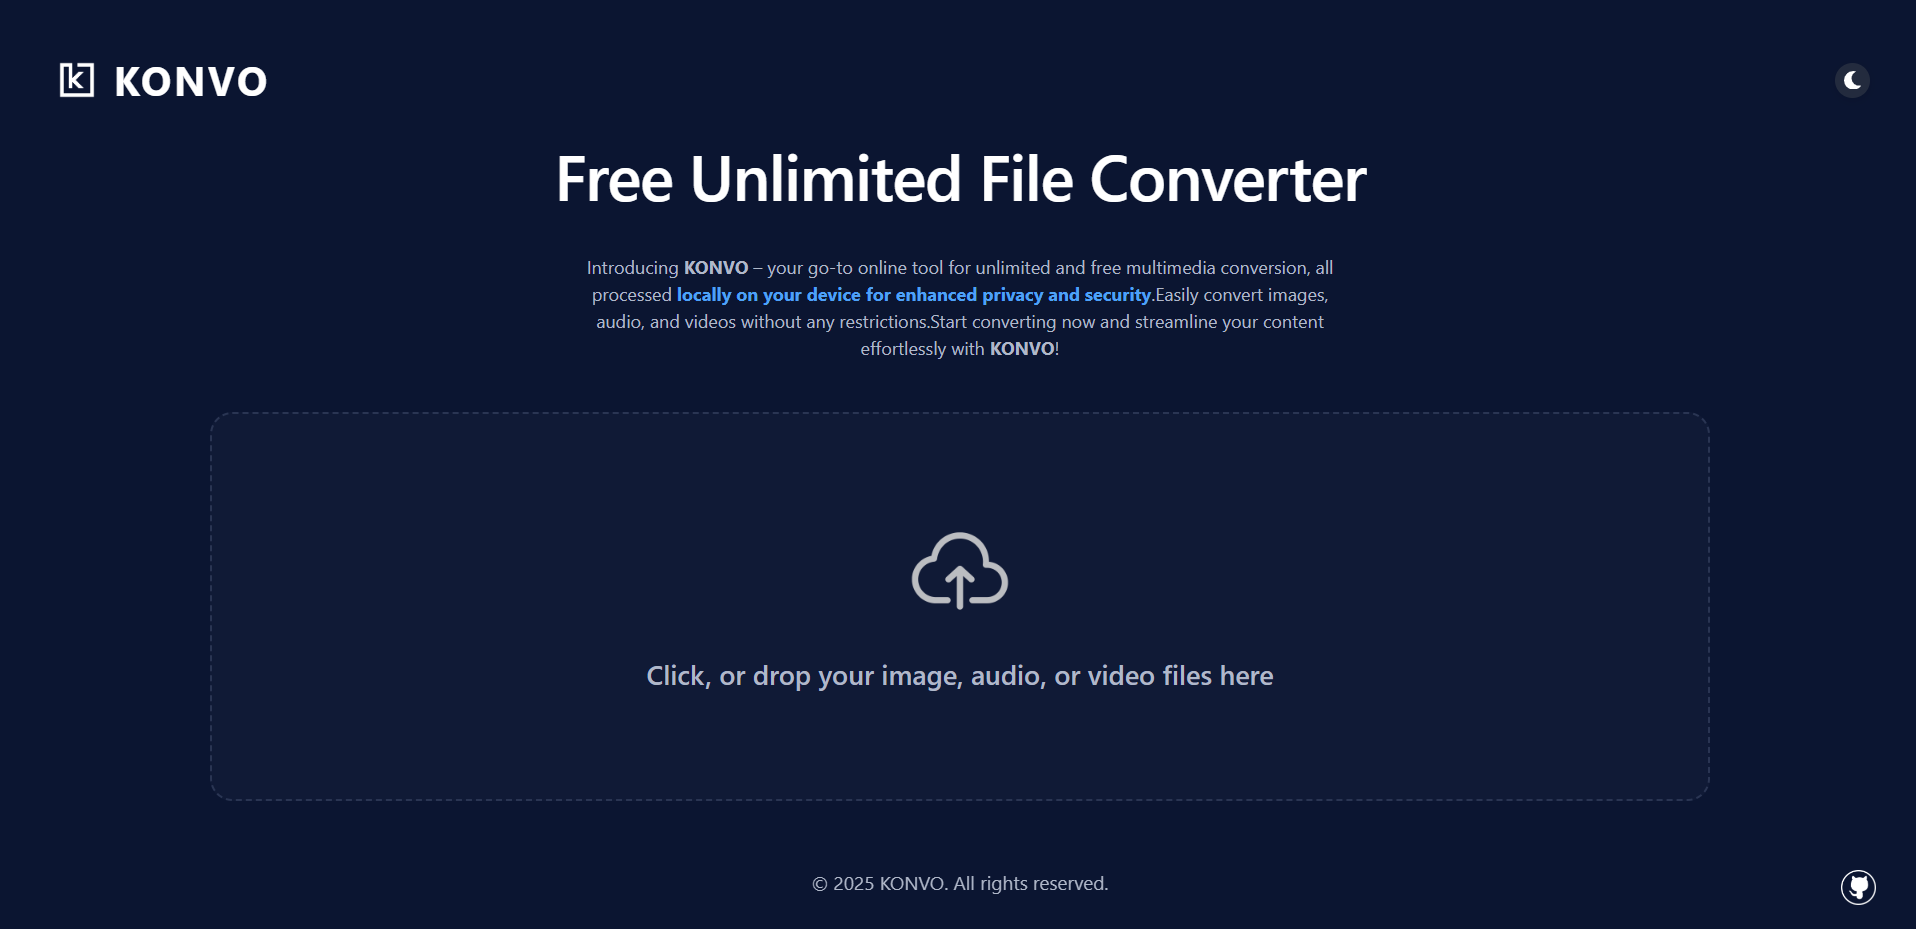 KONVO
Free Unlimited File Converter
Introducing KONVO – your go-to online tool for unlimited and free multimedia conversion, all
processed locally on your device for enhanced privacy and security.Easily convert images,
audio, and videos without any restrictions.Start converting now and streamline your content
effortlessly with KONVO!
Click, or drop your image, audio, or video files here
© 2025 KONVO. All rights reserved.